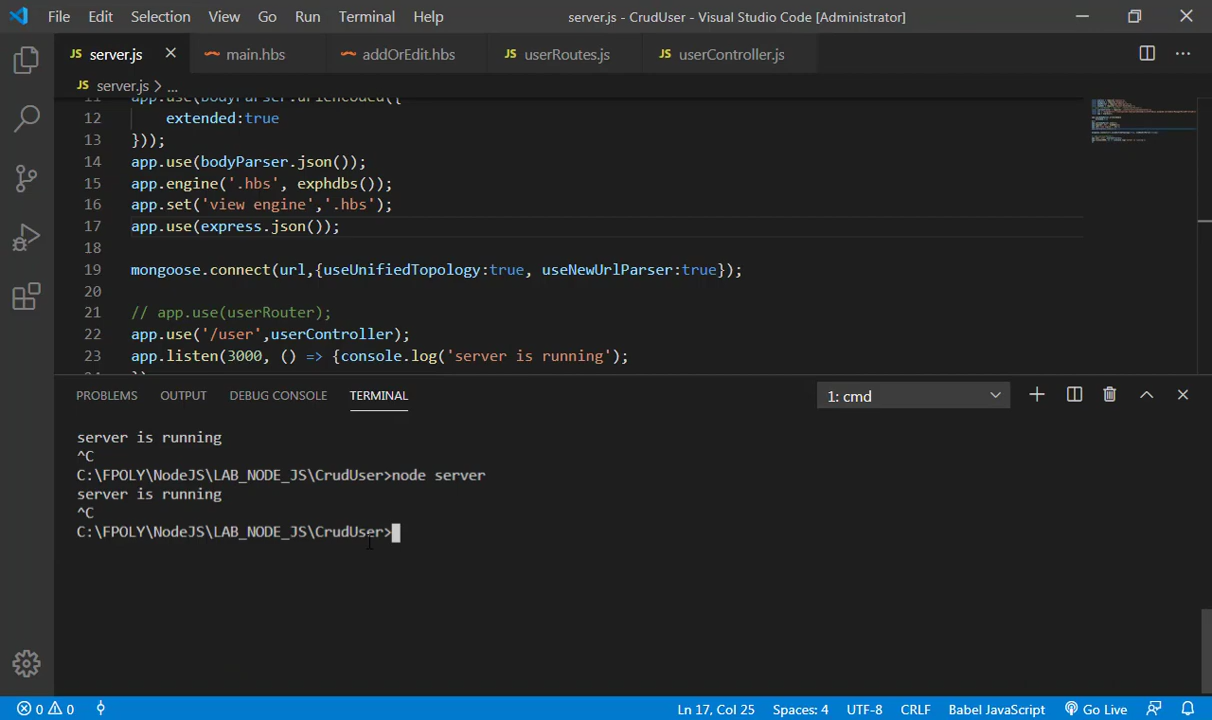 File Edit Selection View Go Run Terminal Help server.js - CrudUser - Visual Studio Code [Administrator]
JS server.js main.hbs addOrEdit.hbs JS userRoutes.js JS userController.js
JS server.js > ...
11 app.use(bodyParser.urlencoded({
12 extended:true
13 }));
14 app.use(bodyParser.json());
15 app.engine('.hbs', exphdbs());
16 app.set('view engine','.hbs');
17 app.use(express.json());
18
19 mongoose.connect(url,{useUnifiedTopology:true, useNewUrlParser:true});
20
21 // app.use(userRouter);
22 app.use('/user',userController);
23 app.listen(3000, () => {console.log('server is running');
PROBLEMS OUTPUT DEBUG CONSOLE TERMINAL 1: cmd
server is running
^C
C:\FPOLY\NodeJS\LAB_NODE_JS\CrudUser>node server
server is running
^C
C:\FPOLY\NodeJS\LAB_NODE_JS\CrudUser>
0 0 Ln 17, Col 25 Spaces: 4 UTF-8 CRLF Babel JavaScript Go Live